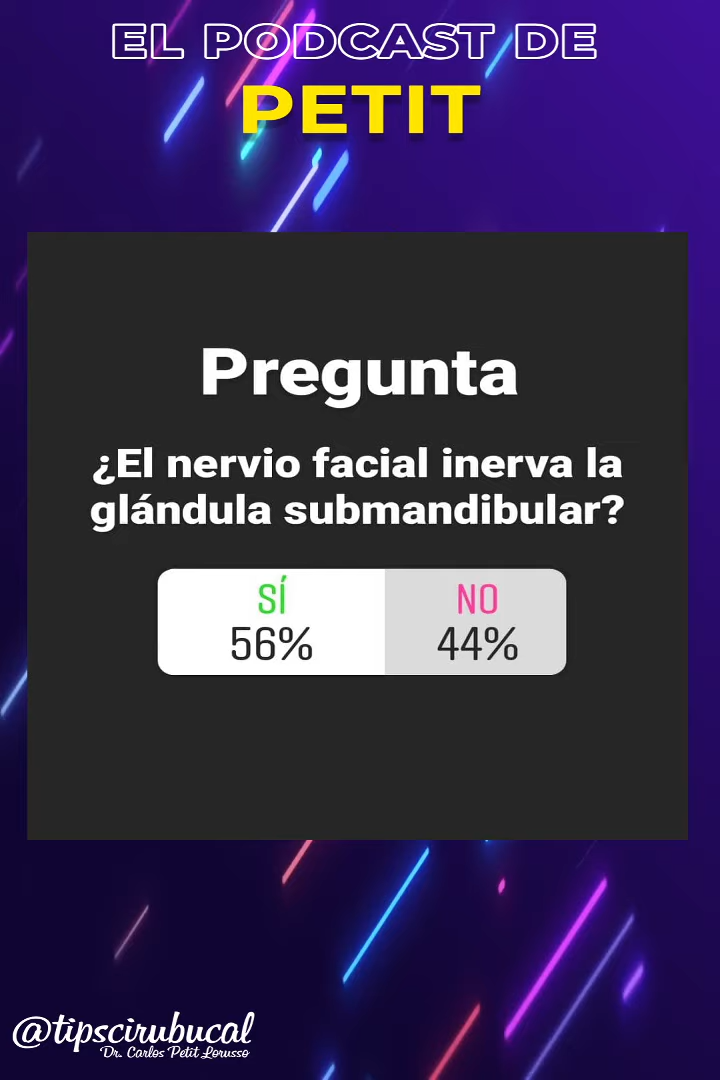 EL PODCAST DE
PETIT
Pregunta
¿El nervio facial inerva la
glándula submandibular?
SÍ NO
56% 44%
@tipscirubucal
Dr. Carlos Petit Lorusso